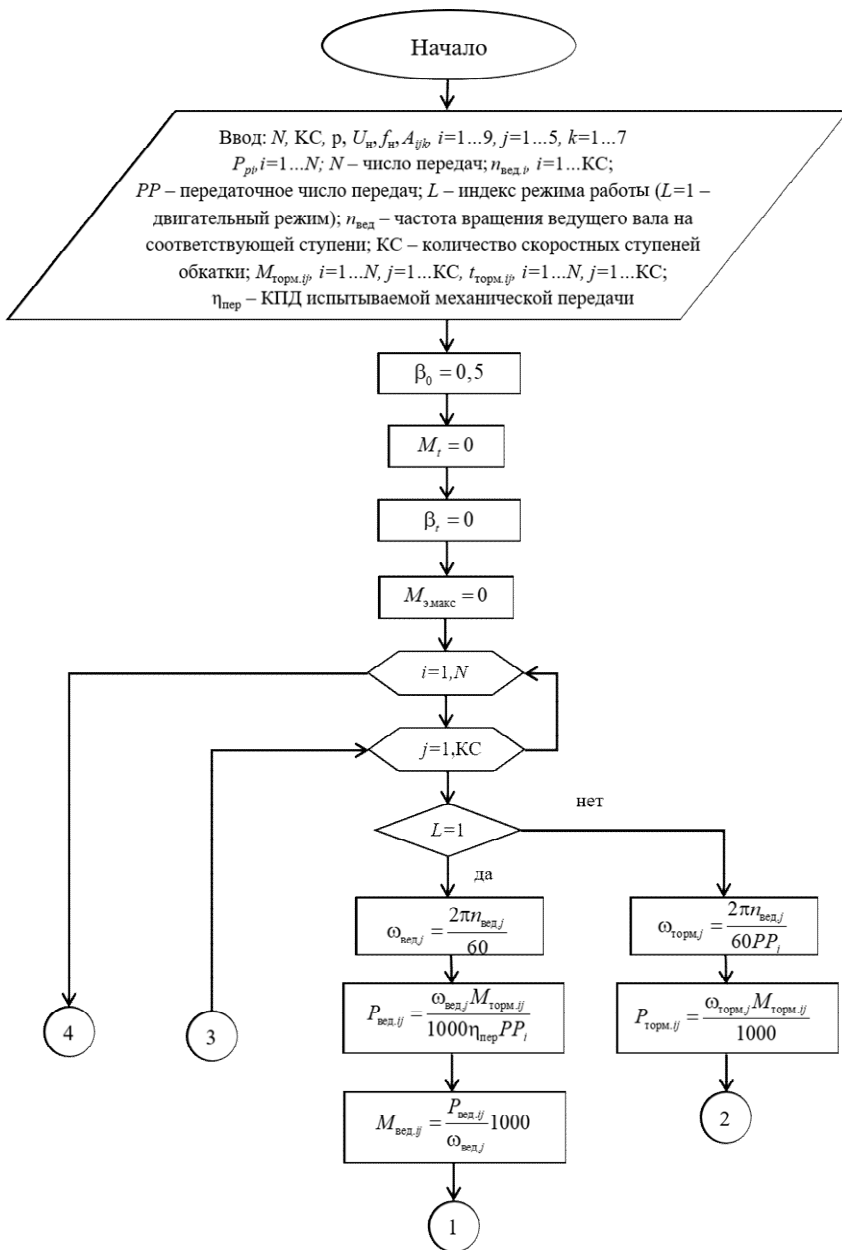 Начало
Ввод: N, КС, p, Uн, fн, Aijk, i=1...9, j=1...5, k=1...7
Ppi, i=1...N; N – число передач; nвед.i, i=1...КС;
PP – передаточное число передач; L – индекс режима работы (L=1 –
двигательный режим); nвед – частота вращения ведущего вала на
соответствующей ступени; КС – количество скоростных ступеней
обкатки; Mторм.ij, i=1...N, j=1...КС, tторм.ij, i=1...N, j=1...КС;
ηпер – КПД испытываемой механической передачи
β0 = 0,5
Mt = 0
βt = 0
Mэ.макс = 0
i=1,N
j=1,КС
нет
L=1
да
ωвед.j = 2πnвед.j / 60
ωторм.j = 2πnвед.j / 60PPi
Pвед.ij = ωвед.j Mторм.ij / 1000ηпер PPi
Pторм.ij = ωторм.j Mторм.ij / 1000
4
3
Mвед.ij = Pвед.ij / ωвед.j 1000
2
1